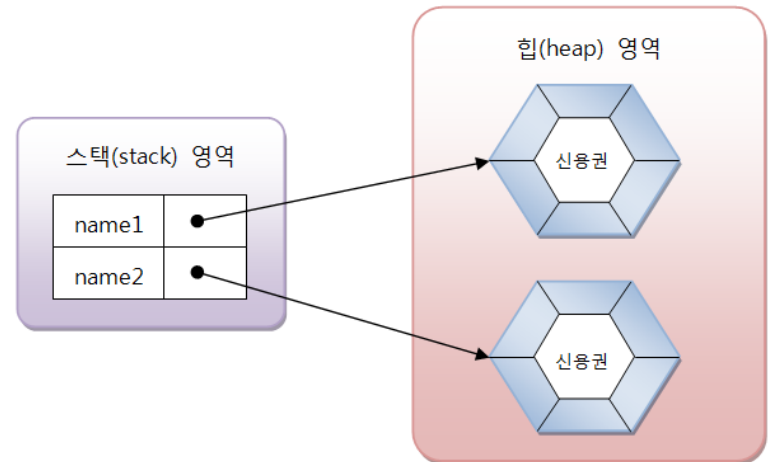 힙(heap) 영역
스택(stack) 영역
name1
name2
신용권
신용권